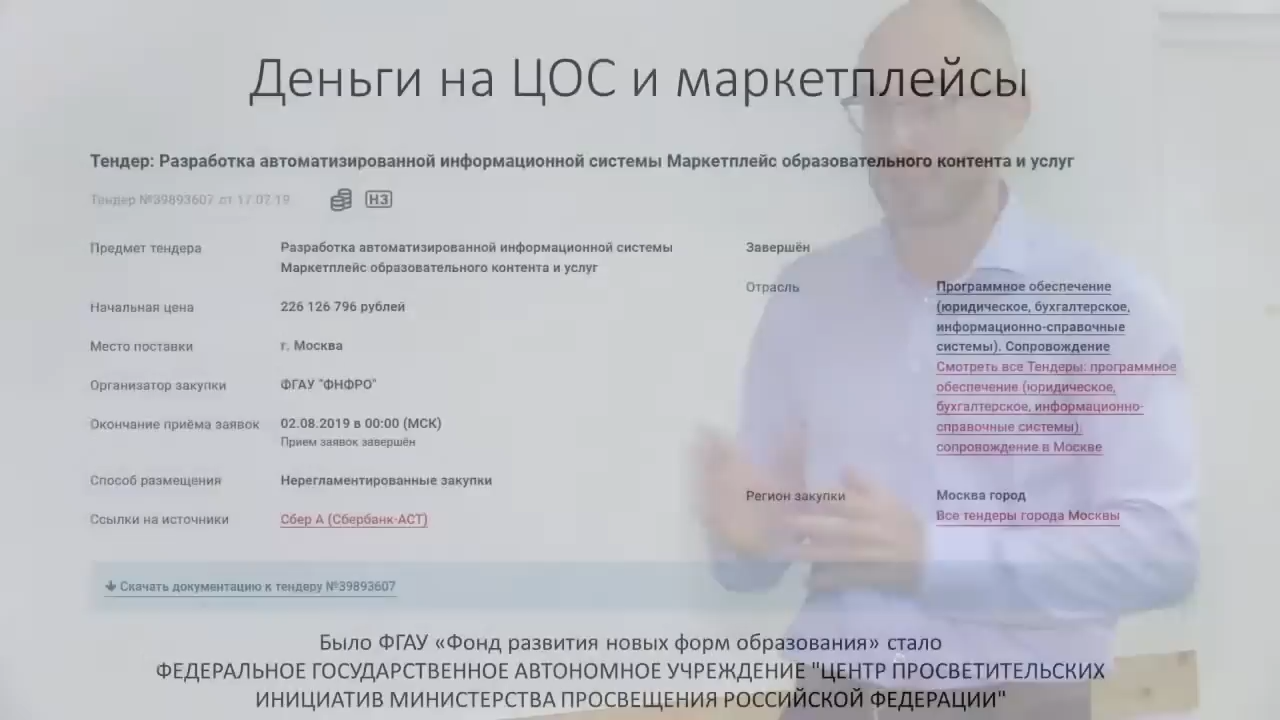 Деньги на ЦОС и маркетплейсы
Тендер: Разработка автоматизированной информационной системы Маркетплейс образовательного контента и услуг
Тендер №39893607 от 17.07.19
НЗ
Предмет тендера
Разработка автоматизированной информационной системы
Маркетплейс образовательного контента и услуг
Начальная цена
226 126 796 рублей
Место поставки
г. Москва
Организатор закупки
ФГАУ "ФНФРО"
Окончание приёма заявок
02.08.2019 в 00:00 (МСК)
Прием заявок завершён
Способ размещения
Нерегламентированные закупки
Ссылки на источники
Сбер А (Сбербанк-АСТ)
Завершён
Отрасль
Программное обеспечение
(юридическое, бухгалтерское,
информационно-справочные
системы). Сопровождение
Смотреть все Тендеры: программное
обеспечение (юридическое,
бухгалтерское, информационно-
справочные системы).
сопровождение в Москве
Регион закупки
Москва город
Все тендеры города Москвы
Скачать документацию к тендеру №39893607
Было ФГАУ «Фонд развития новых форм образования» стало
ФЕДЕРАЛЬНОЕ ГОСУДАРСТВЕННОЕ АВТОНОМНОЕ УЧРЕЖДЕНИЕ "ЦЕНТР ПРОСВЕТИТЕЛЬСКИХ
ИНИЦИАТИВ МИНИСТЕРСТВА ПРОСВЕЩЕНИЯ РОССИЙСКОЙ ФЕДЕРАЦИИ"